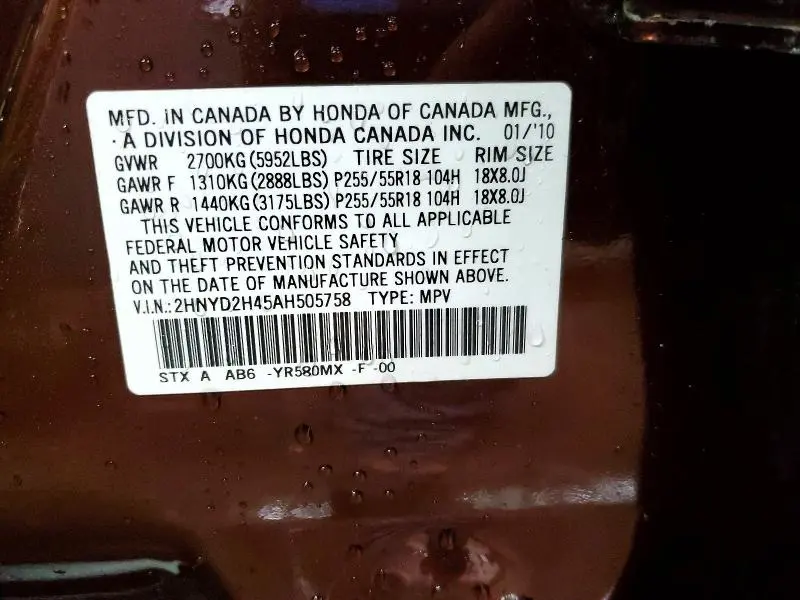 MFD. IN CANADA BY HONDA OF CANADA MFG.,
A DIVISION OF HONDA CANADA INC. 01/'10
GVWR 2700KG(5952LBS) TIRE SIZE RIM SIZE
GAWR F 1310KG(2888LBS) P255/55R18 104H 18X8.0J
GAWR R 1440KG(3175LBS) P255/55R18 104H 18X8.0J
THIS VEHICLE CONFORMS TO ALL APPLICABLE
FEDERAL MOTOR VEHICLE SAFETY
AND THEFT PREVENTION STANDARDS IN EFFECT
ON THE DATE OF MANUFACTURE SHOWN ABOVE.
V.I.N.:2HNYD2H45AH505758 TYPE: MPV
STX A AB6 -YR580MX -F -00